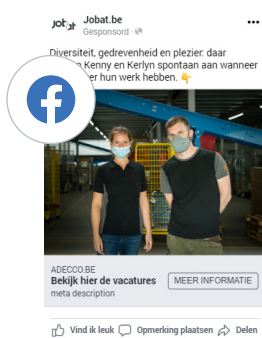 jobat
Jobat.be
Gesponsord ·
Diversiteit, gedrevenheid en plezier: daar
Kenny en Kerlyn spontaan aan wanneer
hun werk hebben. 👇
ADECCO.BE
Bekijk hier de vacatures
MEER INFORMATIE
meta description
Vind ik leuk Opmerking plaatsen Delen